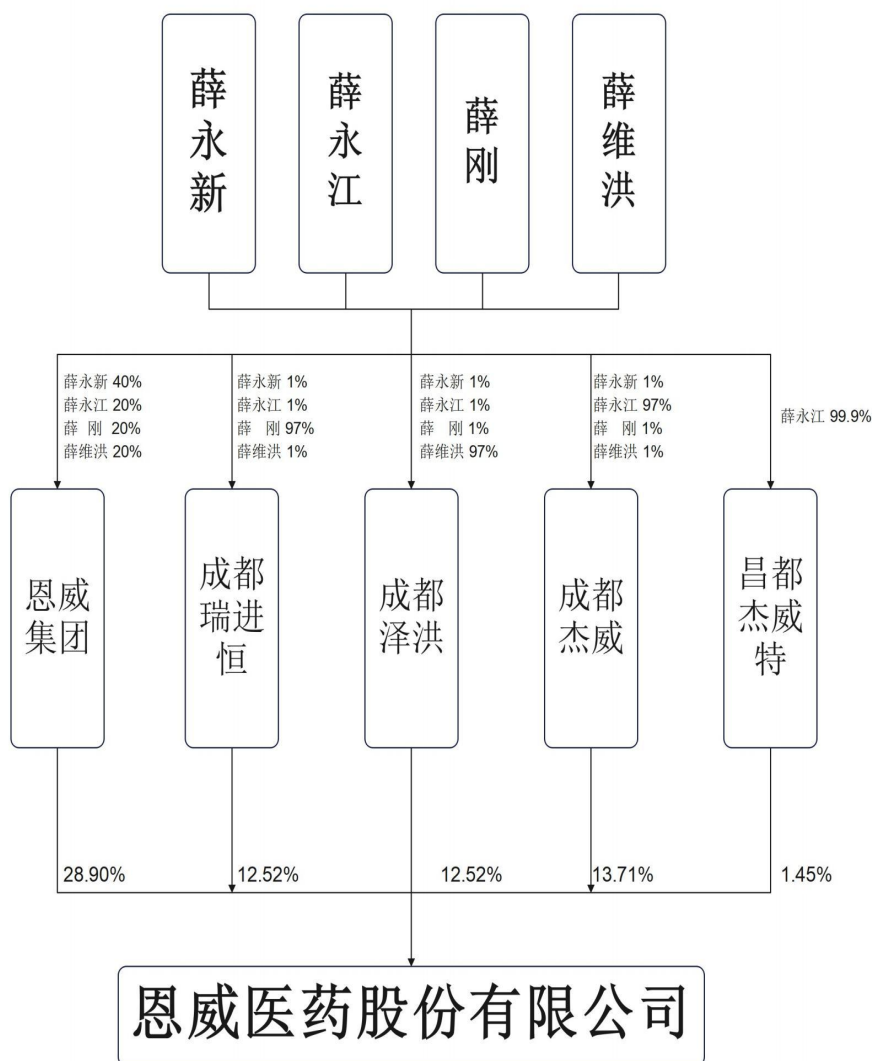 薛永新
薛永江
薛刚
薛维洪
薛永新 40%
薛永江 20%
薛 刚 20%
薛维洪 20%
薛永新 1%
薛永江 1%
薛 刚 97%
薛维洪 1%
薛永新 1%
薛永江 1%
薛 刚 1%
薛维洪 97%
薛永新 1%
薛永江 97%
薛 刚 1%
薛维洪 1%
薛永江 99.9%
恩威
集团
成都
瑞进
恒
成都
泽洪
成都
杰威
昌都
杰威
特
28.90%
12.52%
12.52%
13.71%
1.45%
恩威医药股份有限公司